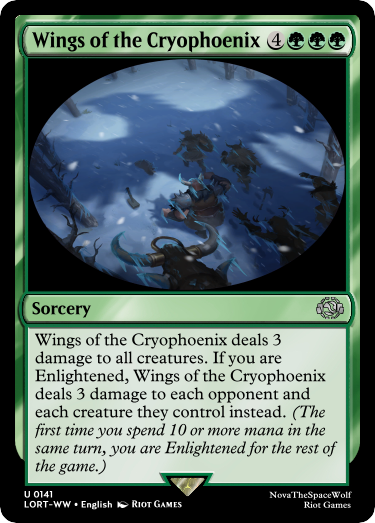 Wings of the Cryophoenix 4
Sorcery
Wings of the Cryophoenix deals 3
damage to all creatures. If you are
Enlightened, Wings of the Cryophoenix
deals 3 damage to each opponent and
each creature they control instead. (The
first time you spend 10 or more mana in the
same turn, you are Enlightened for the rest of
the game.)
U 0141
LORT-WW • English Riot Games
NovaTheSpaceWolf
Riot Games